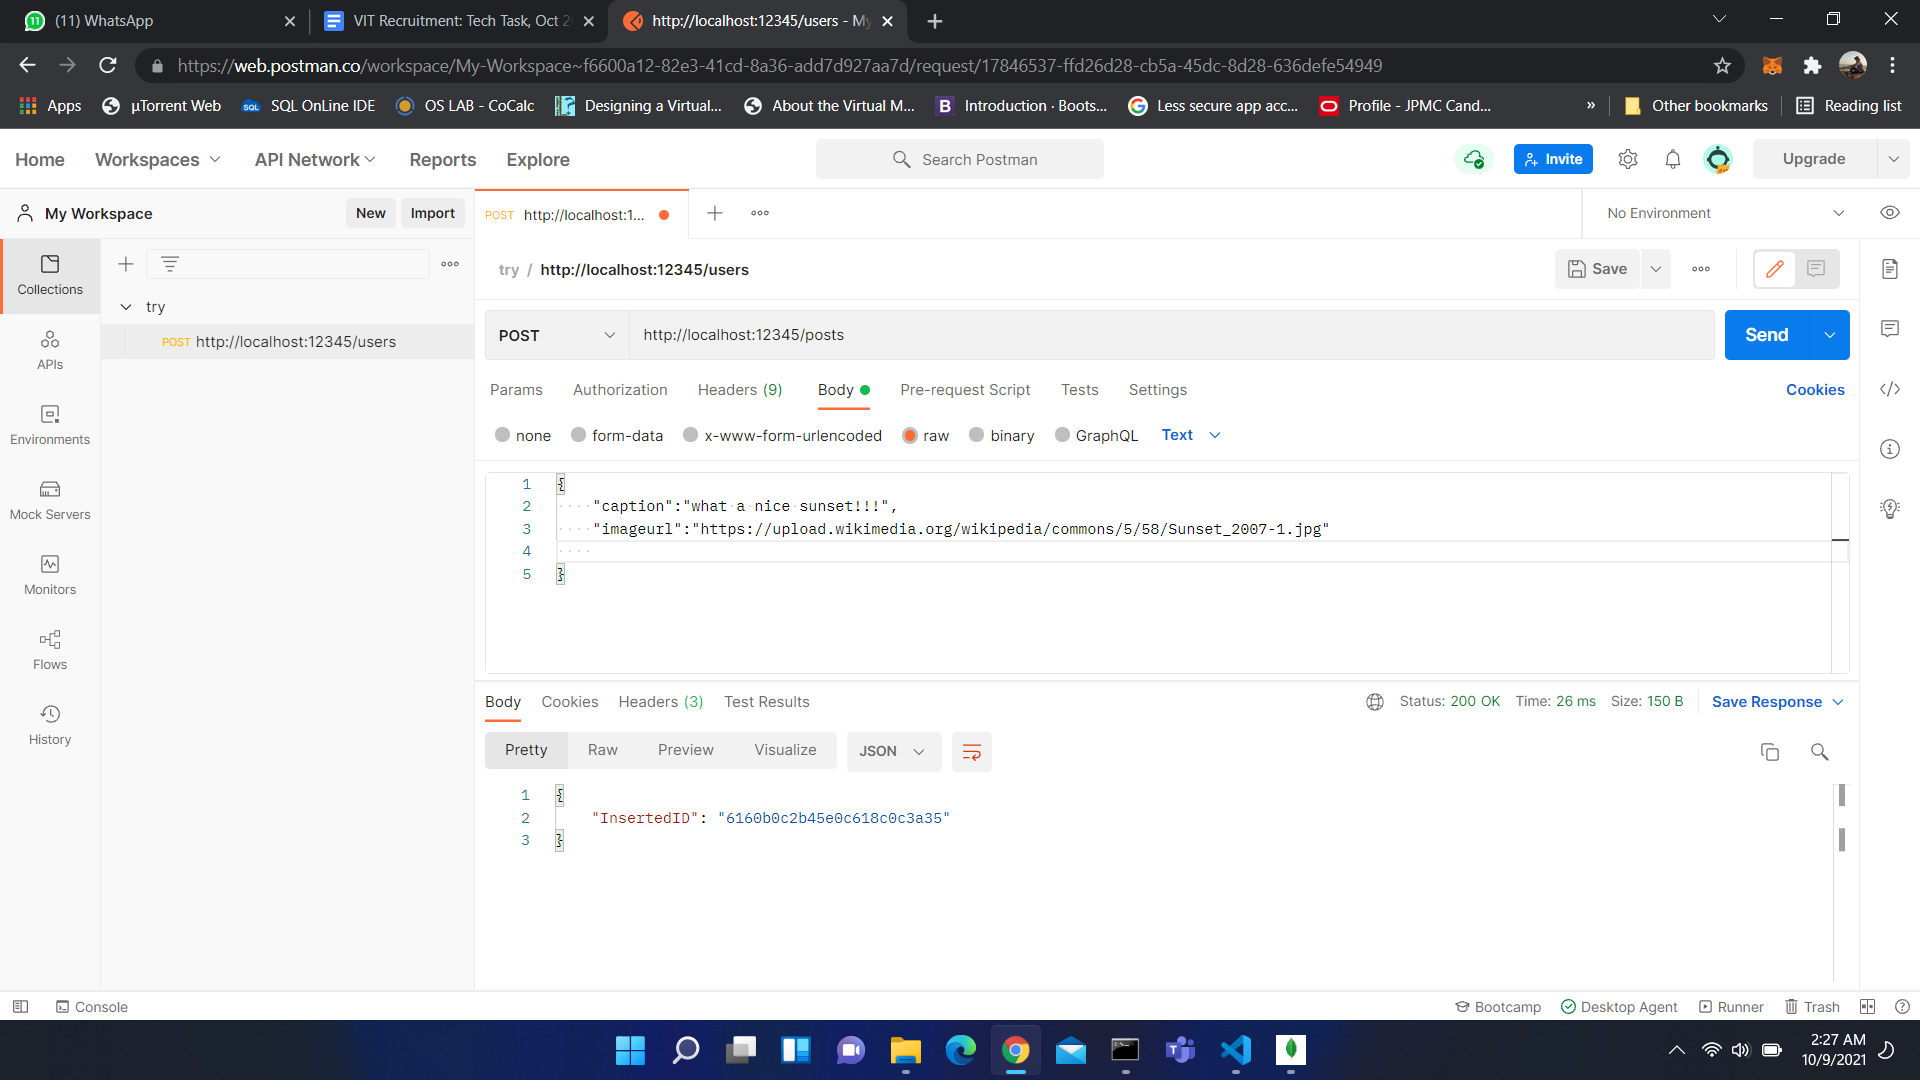 (11) WhatsApp
VIT Recruitment: Tech Task, Oct 2
http://localhost:12345/users - My
https://web.postman.co/workspace/My-Workspace~f6600a12-82e3-41cd-8a36-add7d927aa7d/request/17846537-ffd26d28-cb5a-45dc-8d28-636defe54949
Apps µTorrent Web SQL OnLine IDE OS LAB - CoCalc Designing a Virtual... About the Virtual M... Introduction · Boots... Less secure app acc... Profile - JPMC Cand... » Other bookmarks Reading list
Home Workspaces API Network Reports Explore Search Postman Invite Upgrade
My Workspace New Import POST http://localhost:1... No Environment
Collections
APIs
Environments
Mock Servers
Monitors
Flows
History
try
POST http://localhost:12345/users
try / http://localhost:12345/users Save
POST http://localhost:12345/posts Send
Params Authorization Headers (9) Body Pre-request Script Tests Settings Cookies
none form-data x-www-form-urlencoded raw binary GraphQL Text
1 {
2 "caption":"what a nice sunset!!!",
3 "imageurl":"https://upload.wikimedia.org/wikipedia/commons/5/58/Sunset_2007-1.jpg"
4
5 }
Body Cookies Headers (3) Test Results Status: 200 OK Time: 26 ms Size: 150 B Save Response
Pretty Raw Preview Visualize JSON
1 {
2 "InsertedID": "6160b0c2b45e0c618c0c3a35"
3 }
Console Bootcamp Desktop Agent Runner Trash
2:27 AM
10/9/2021